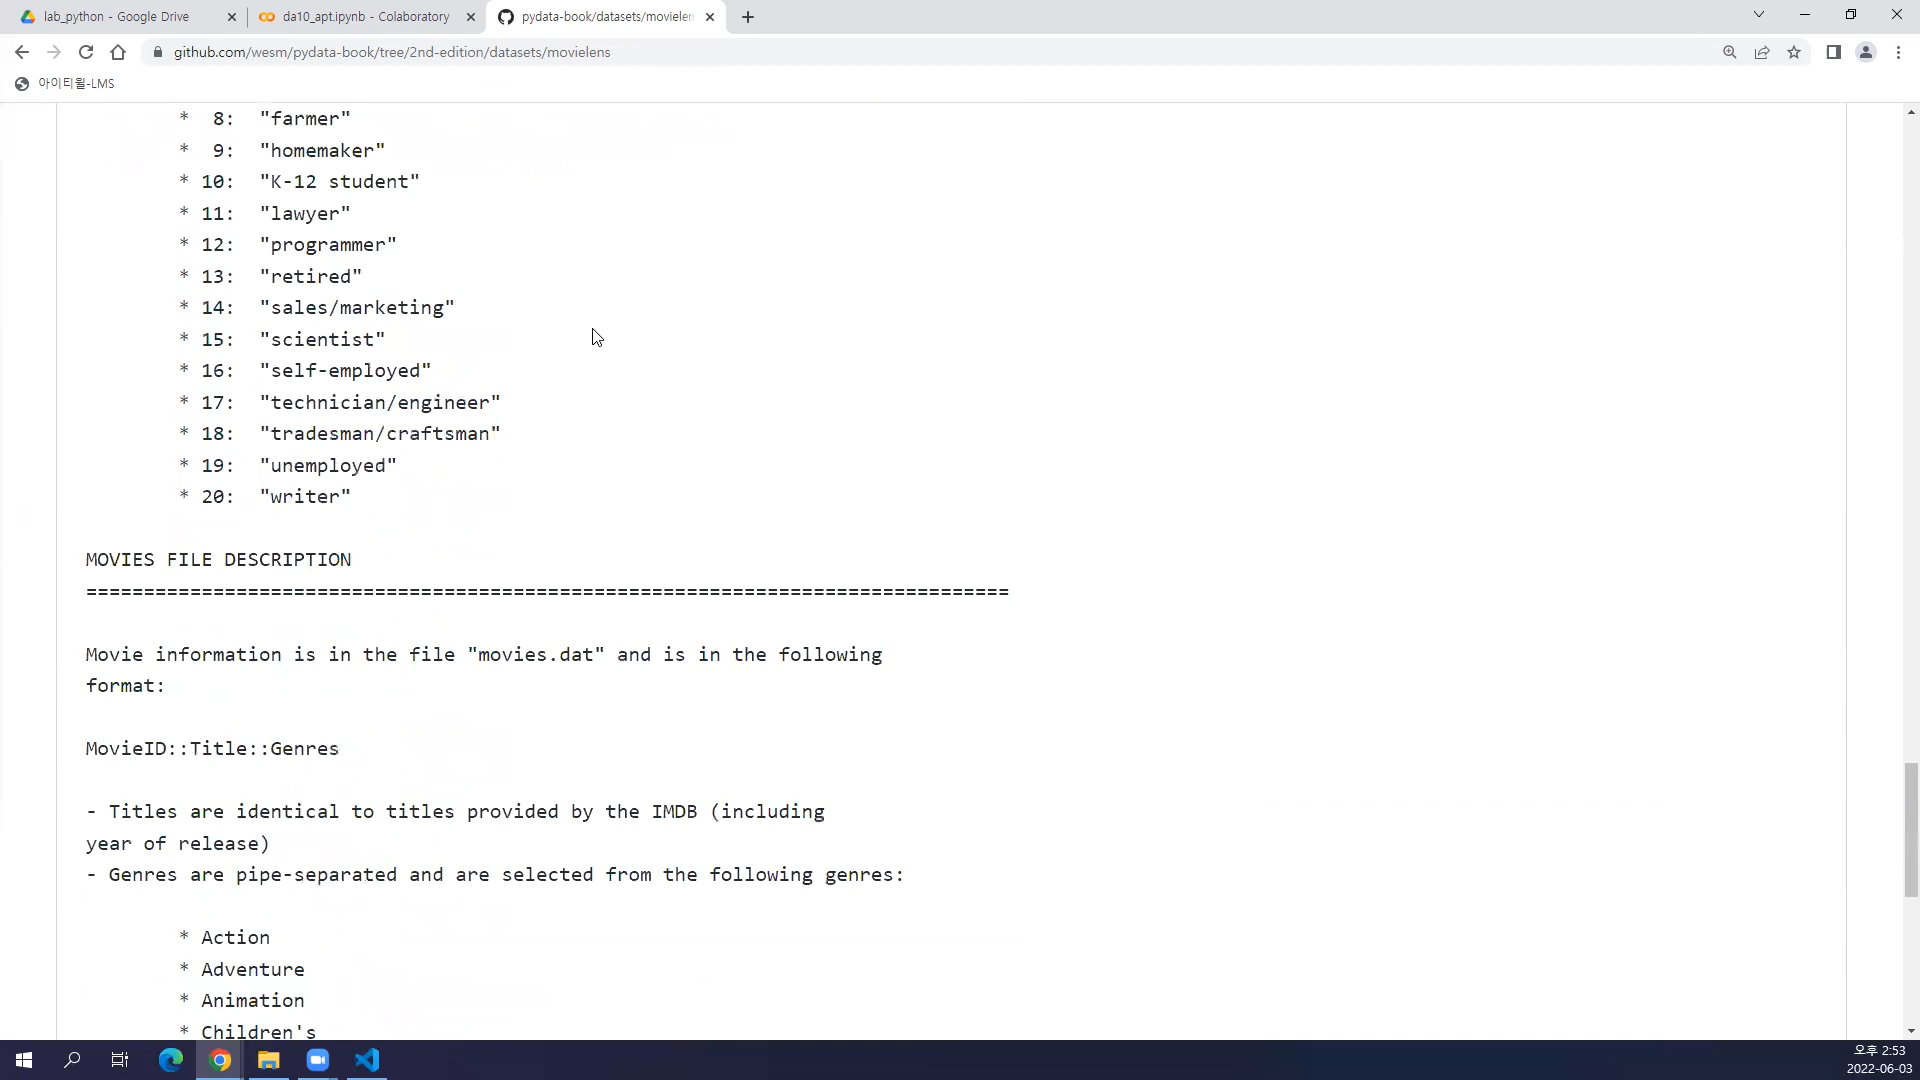 lab_python - Google Drive
da10_apt.ipynb - Colaboratory
pydata-book/datasets/movielen
github.com/wesm/pydata-book/tree/2nd-edition/datasets/movielens
아이티윌-LMS
* 8: "farmer"
* 9: "homemaker"
* 10: "K-12 student"
* 11: "lawyer"
* 12: "programmer"
* 13: "retired"
* 14: "sales/marketing"
* 15: "scientist"
* 16: "self-employed"
* 17: "technician/engineer"
* 18: "tradesman/craftsman"
* 19: "unemployed"
* 20: "writer"
MOVIES FILE DESCRIPTION
================================================================================
Movie information is in the file "movies.dat" and is in the following
format:
MovieID::Title::Genres
- Titles are identical to titles provided by the IMDB (including
year of release)
- Genres are pipe-separated and are selected from the following genres:
* Action
* Adventure
* Animation
* Children's
오후 2:53
2022-06-03